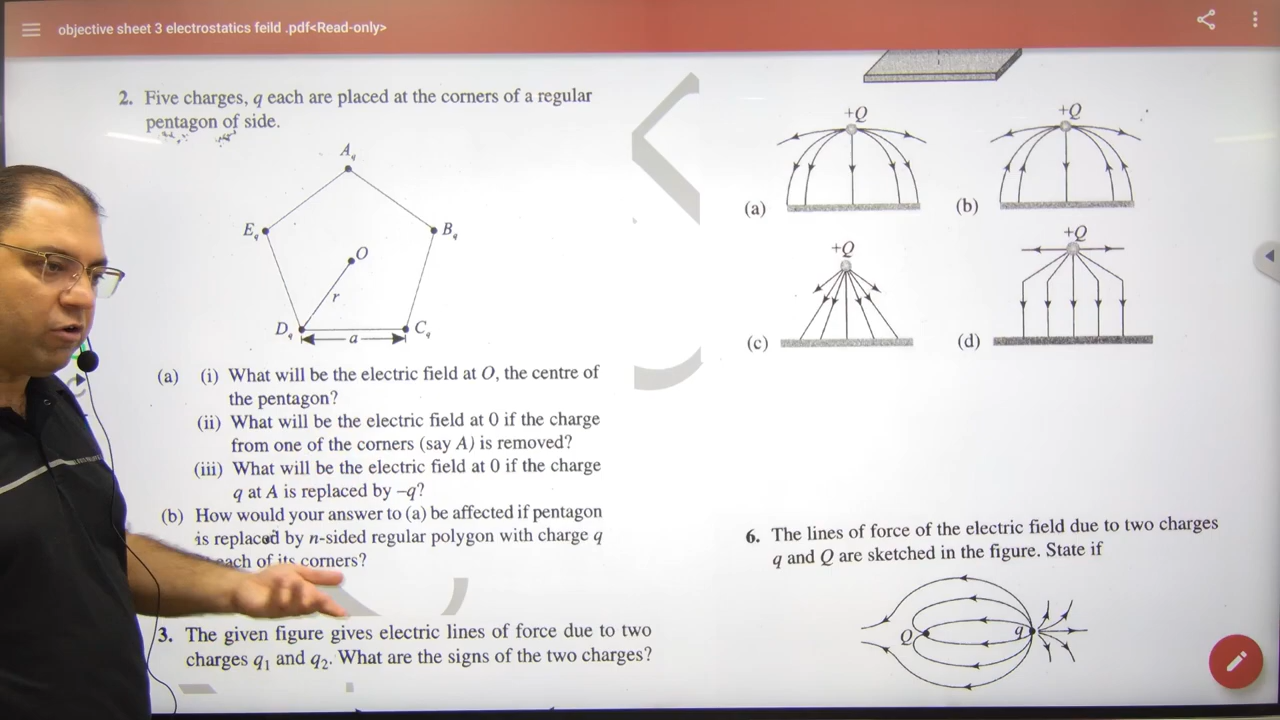 objective sheet 3 electrostatics feild .pdf<Read-only>
2. Five charges, q each are placed at the corners of a regular
pentagon of side.
A q
E q
B q
O
r
D q
C q
a
(a) (i) What will be the electric field at O, the centre of
the pentagon?
(ii) What will be the electric field at 0 if the charge
from one of the corners (say A) is removed?
(iii) What will be the electric field at 0 if the charge
q at A is replaced by –q?
(b) How would your answer to (a) be affected if pentagon
is replaced by n-sided regular polygon with charge q
each of its corners?
3. The given figure gives electric lines of force due to two
charges q1 and q2. What are the signs of the two charges?
+Q
+Q
(a)
(b)
+Q
+Q
(c)
(d)
6. The lines of force of the electric field due to two charges
q and Q are sketched in the figure. State if
Q
q